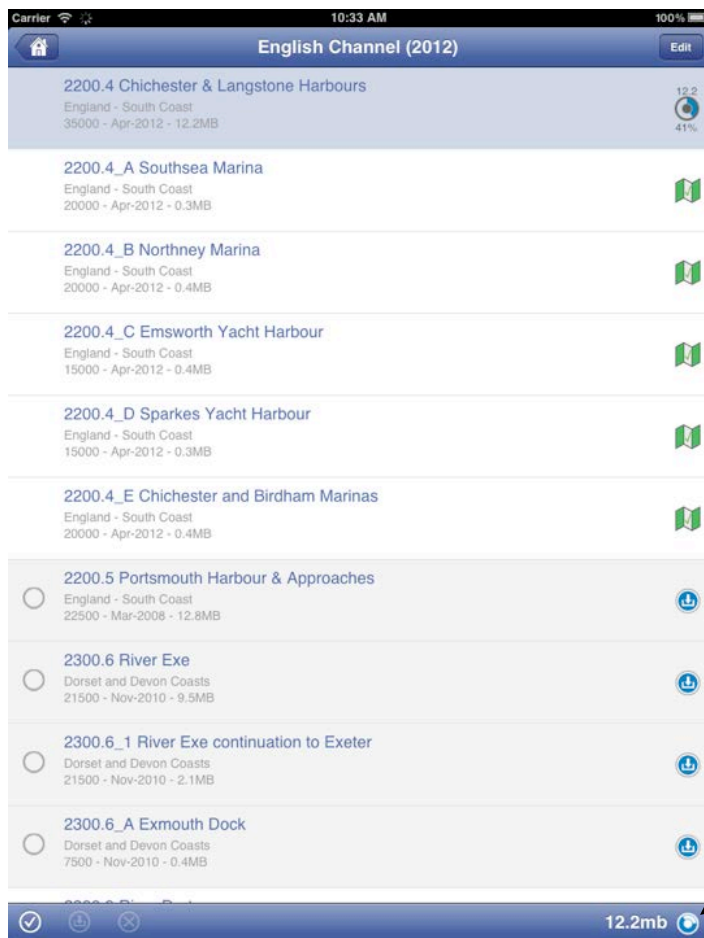 Carrier 10:33 AM 100%
English Channel (2012) Edit
2200.4 Chichester & Langstone Harbours
England - South Coast
35000 - Apr-2012 - 12.2MB
12.2
41%
2200.4_A Southsea Marina
England - South Coast
20000 - Apr-2012 - 0.3MB
2200.4_B Northney Marina
England - South Coast
20000 - Apr-2012 - 0.4MB
2200.4_C Emsworth Yacht Harbour
England - South Coast
15000 - Apr-2012 - 0.4MB
2200.4_D Sparkes Yacht Harbour
England - South Coast
15000 - Apr-2012 - 0.3MB
2200.4_E Chichester and Birdham Marinas
England - South Coast
20000 - Apr-2012 - 0.4MB
2200.5 Portsmouth Harbour & Approaches
England - South Coast
22500 - Mar-2008 - 12.8MB
2300.6 River Exe
Dorset and Devon Coasts
21500 - Nov-2010 - 9.5MB
2300.6_1 River Exe continuation to Exeter
Dorset and Devon Coasts
21500 - Nov-2010 - 2.1MB
2300.6_A Exmouth Dock
Dorset and Devon Coasts
7500 - Nov-2010 - 0.4MB
12.2mb